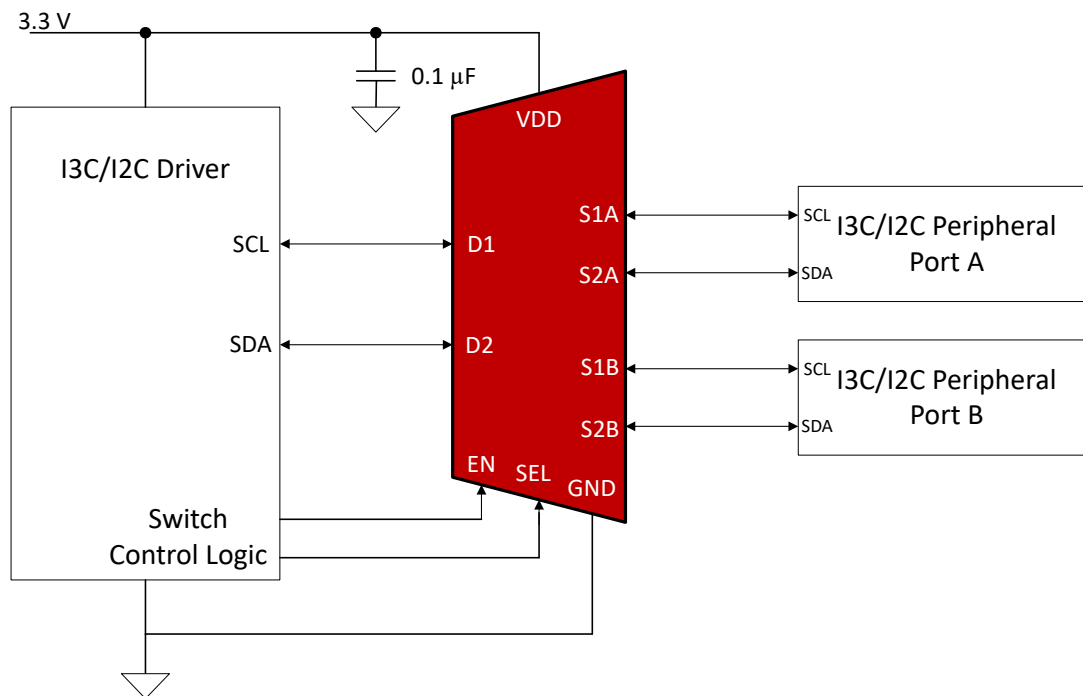 3.3 V
0.1 μF
I3C/I2C Driver
SCL
SDA
Switch
Control Logic
VDD
D1
D2
S1A
S2A
S1B
S2B
EN
SEL
GND
SCL
I3C/I2C Peripheral
Port A
SDA
SCL
I3C/I2C Peripheral
Port B
SDA